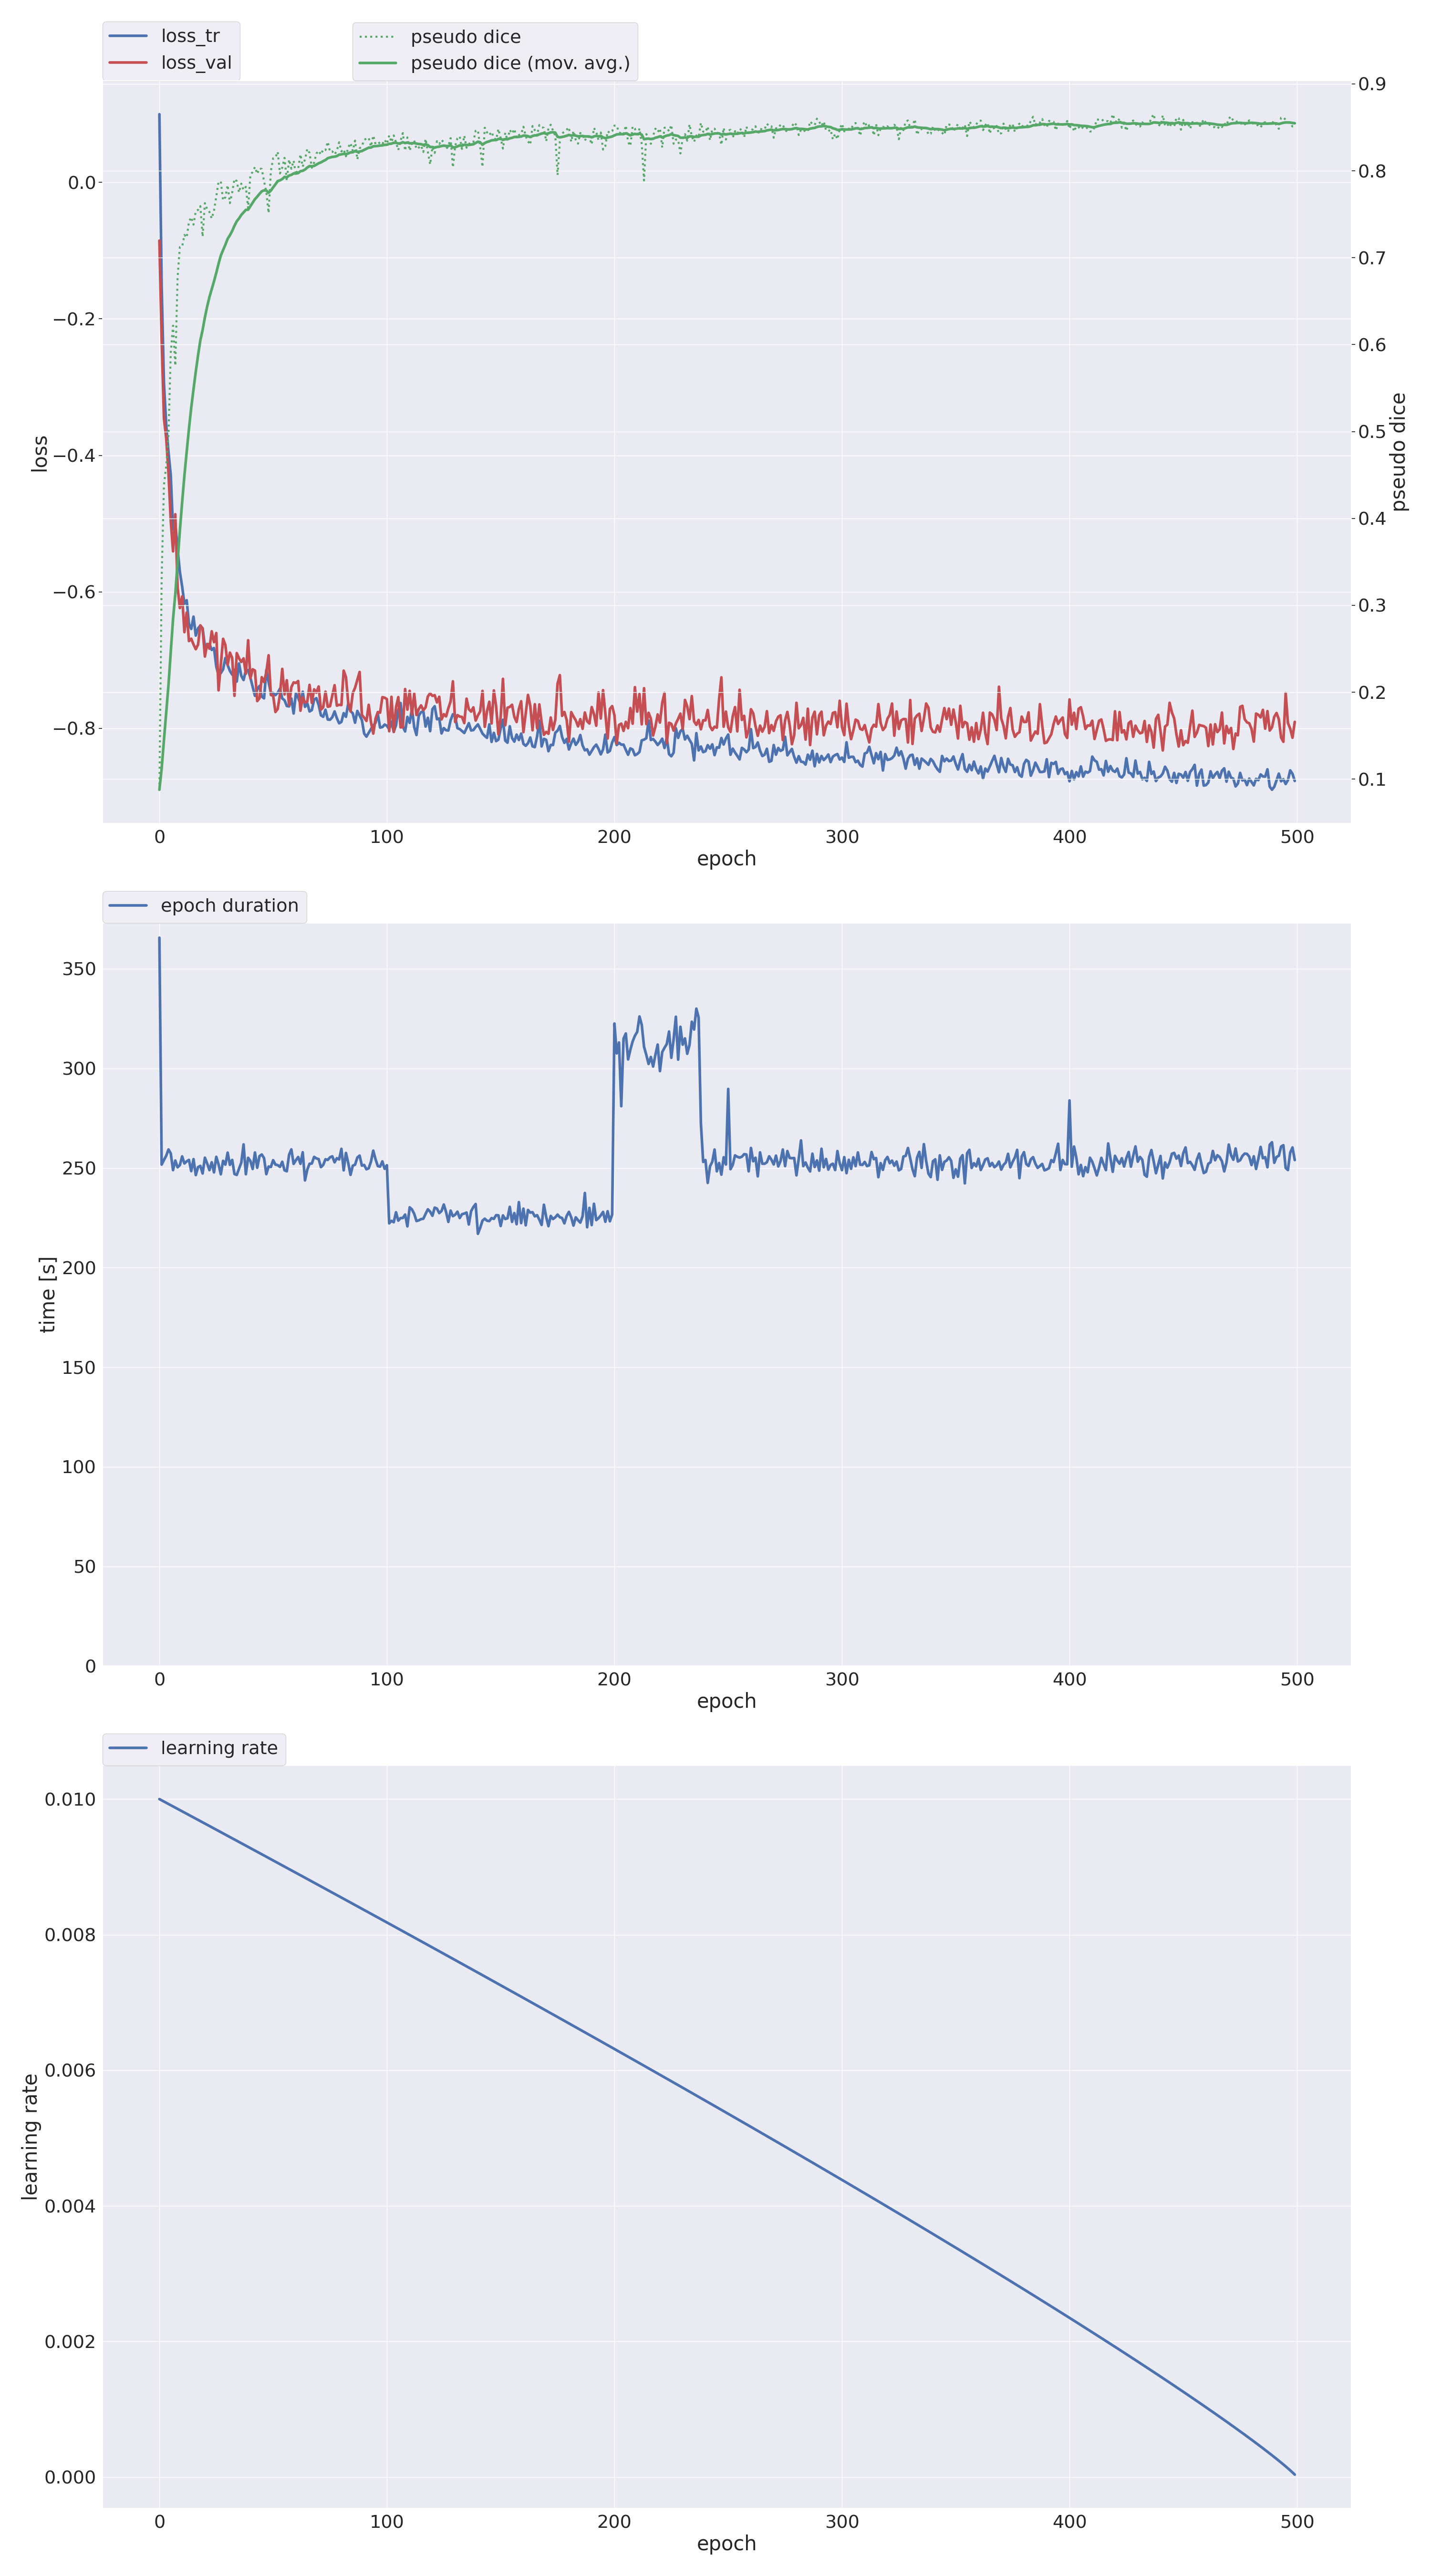 loss_tr
loss_val
pseudo dice
pseudo dice (mov. avg.)
0.0
−0.2
−0.4
−0.6
−0.8
loss
0.9
0.8
0.7
0.6
0.5
0.4
0.3
0.2
0.1
pseudo dice
0 100 200 300 400 500
epoch
epoch duration
350
300
250
200
150
100
50
0
time [s]
0 100 200 300 400 500
epoch
learning rate
0.010
0.008
0.006
0.004
0.002
0.000
learning rate
0 100 200 300 400 500
epoch